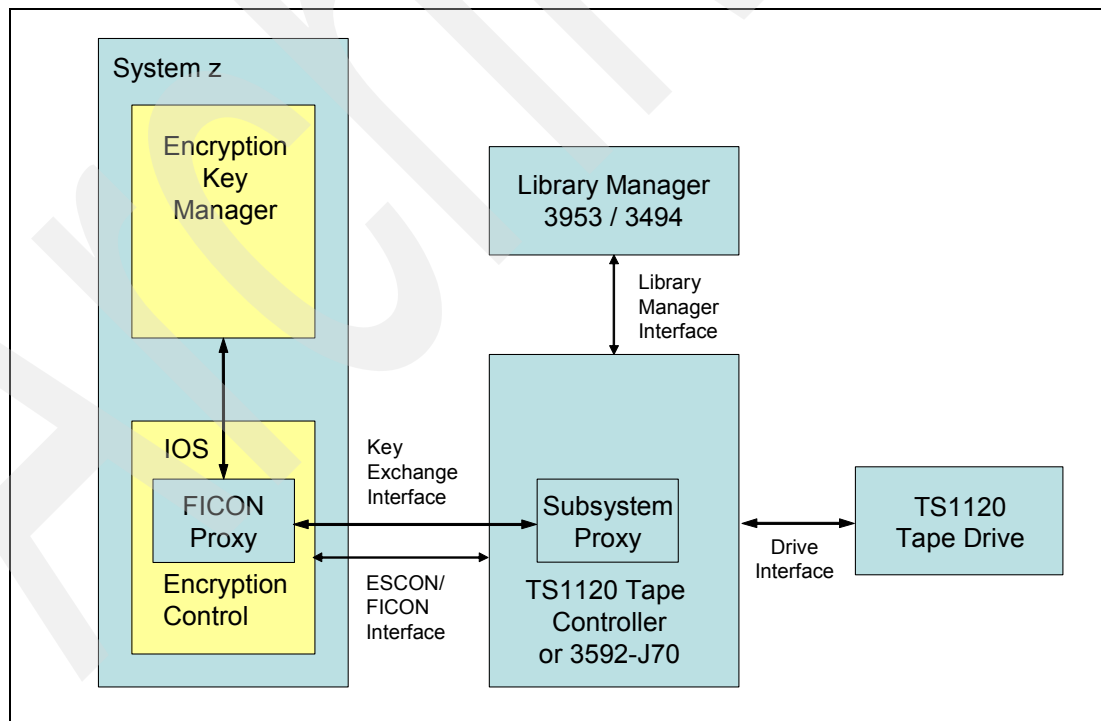 System z
Encryption
Key
Manager
IOS
FICON
Proxy
Encryption
Control
Key
Exchange
Interface
ESCON/
FICON
Interface
Library Manager
3953 / 3494
Library
Manager
Interface
Subsystem
Proxy
TS1120 Tape
Controller
or 3592-J70
Drive
Interface
TS1120
Tape Drive